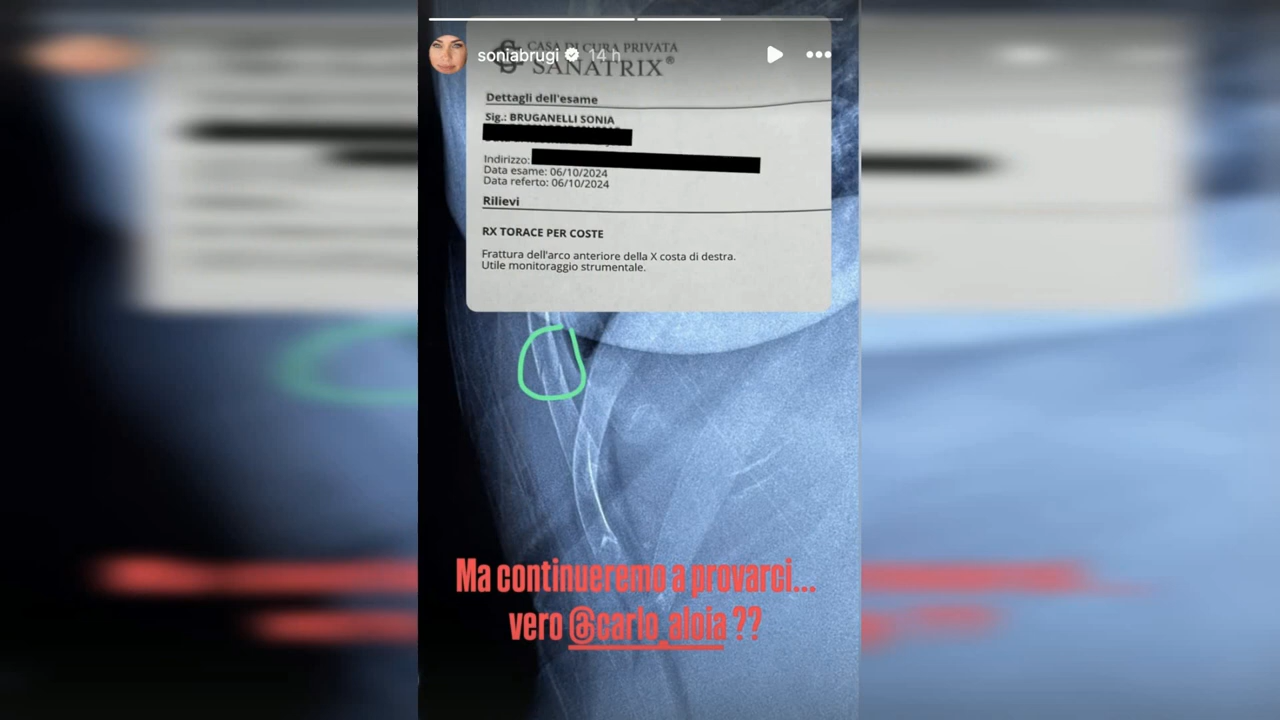 soniabrugi 14 h
CASA DI CURA PRIVATA
SANATRIX®
Dettagli dell'esame
Sig.: BRUGANELLI SONIA
Indirizzo:
Data esame: 06/10/2024
Data referto: 06/10/2024
Rilievi
RX TORACE PER COSTE
Frattura dell'arco anteriore della X costa di destra.
Utile monitoraggio strumentale.
Ma continueremo a provarci...
vero @carlo_aloia ??